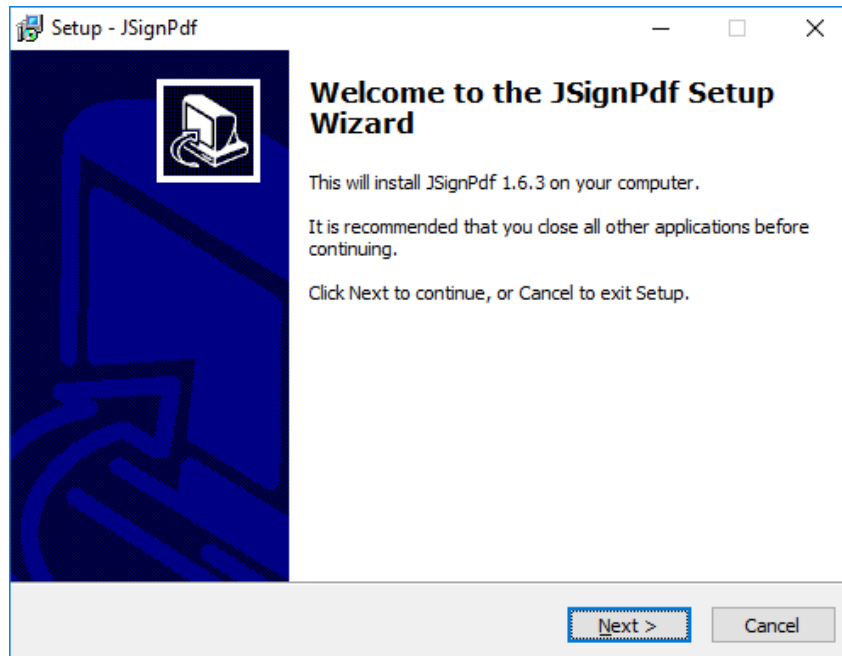 Setup - JSignPdf
Welcome to the JSignPdf Setup
Wizard
This will install JSignPdf 1.6.3 on your computer.
It is recommended that you close all other applications before
continuing.
Click Next to continue, or Cancel to exit Setup.
Next >
Cancel